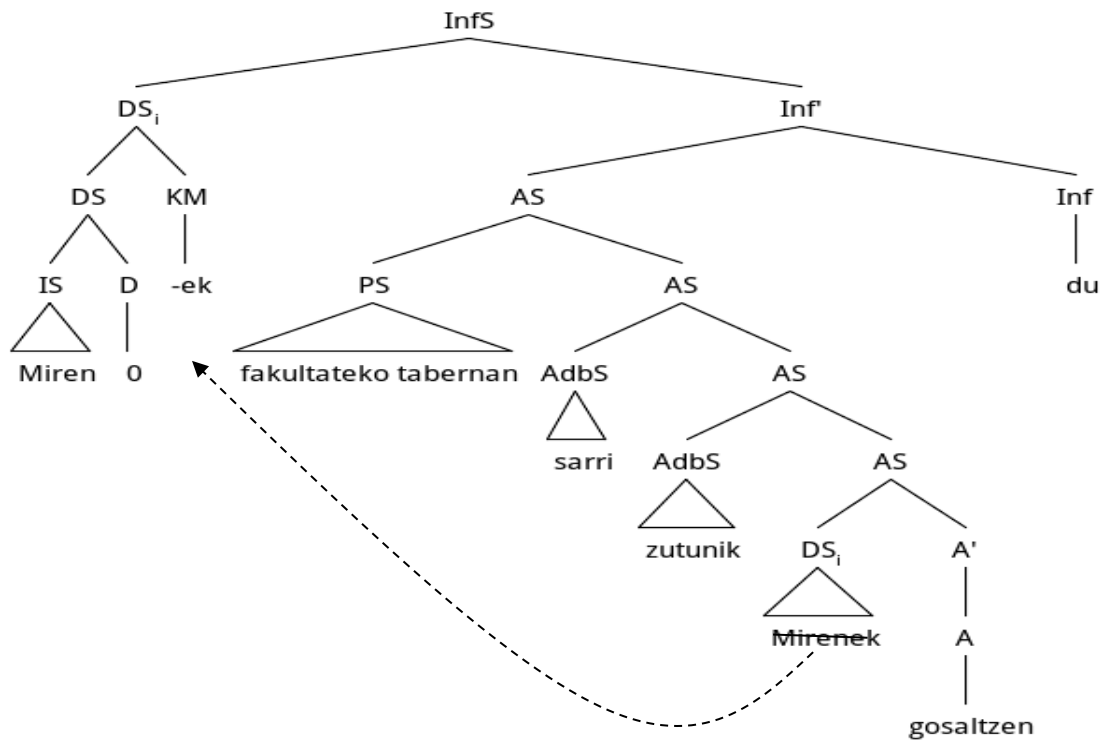 InfS
DSi Inf'
DS KM AS Inf
IS D -ek PS AS du
Miren 0 fakultateko tabernan AdbS AS
sarri AdbS AS
zutunik DSi A'
Mirenek A
gosaltzen